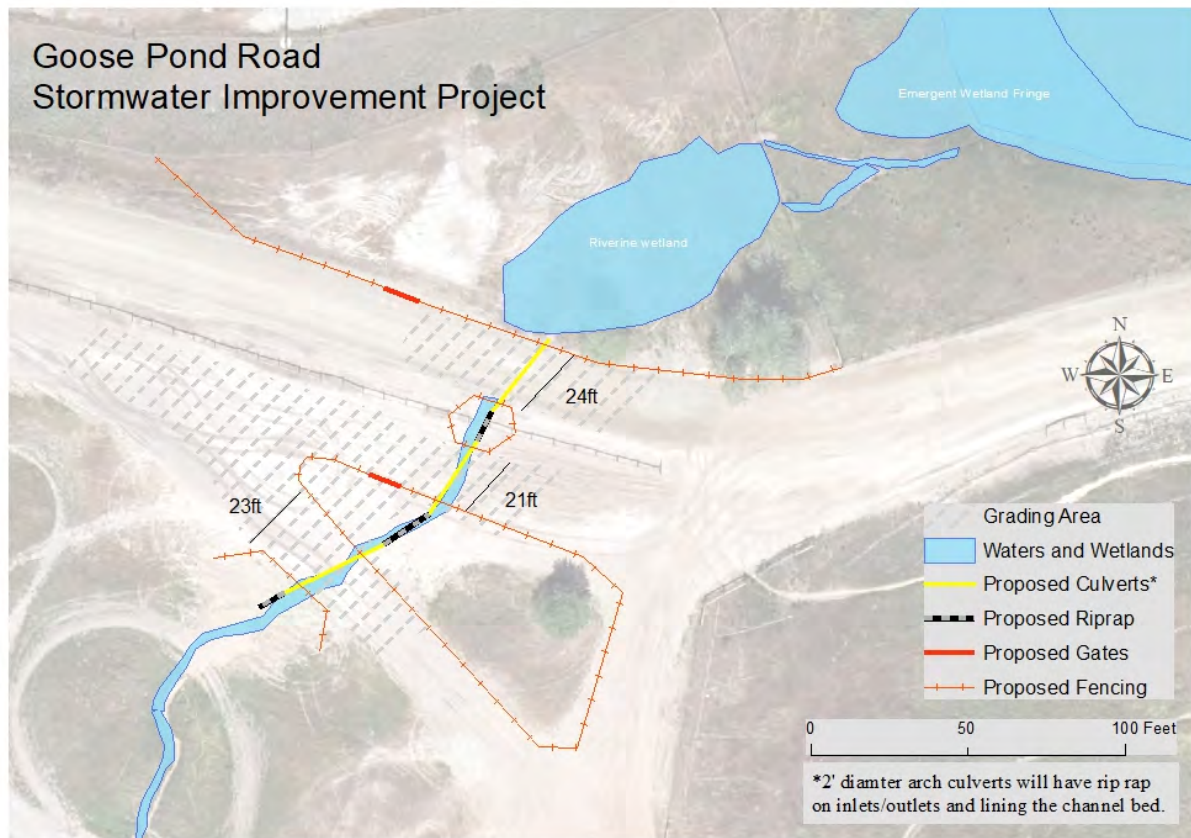 Goose Pond Road
Stormwater Improvement Project
Emergent Wetland Fringe
Riverine wetland
N
W E
S
24ft
21ft
23ft
Grading Area
Waters and Wetlands
Proposed Culverts*
Proposed Riprap
Proposed Gates
Proposed Fencing
0 50 100 Feet
*2' diamter arch culverts will have rip rap
on inlets/outlets and lining the channel bed.